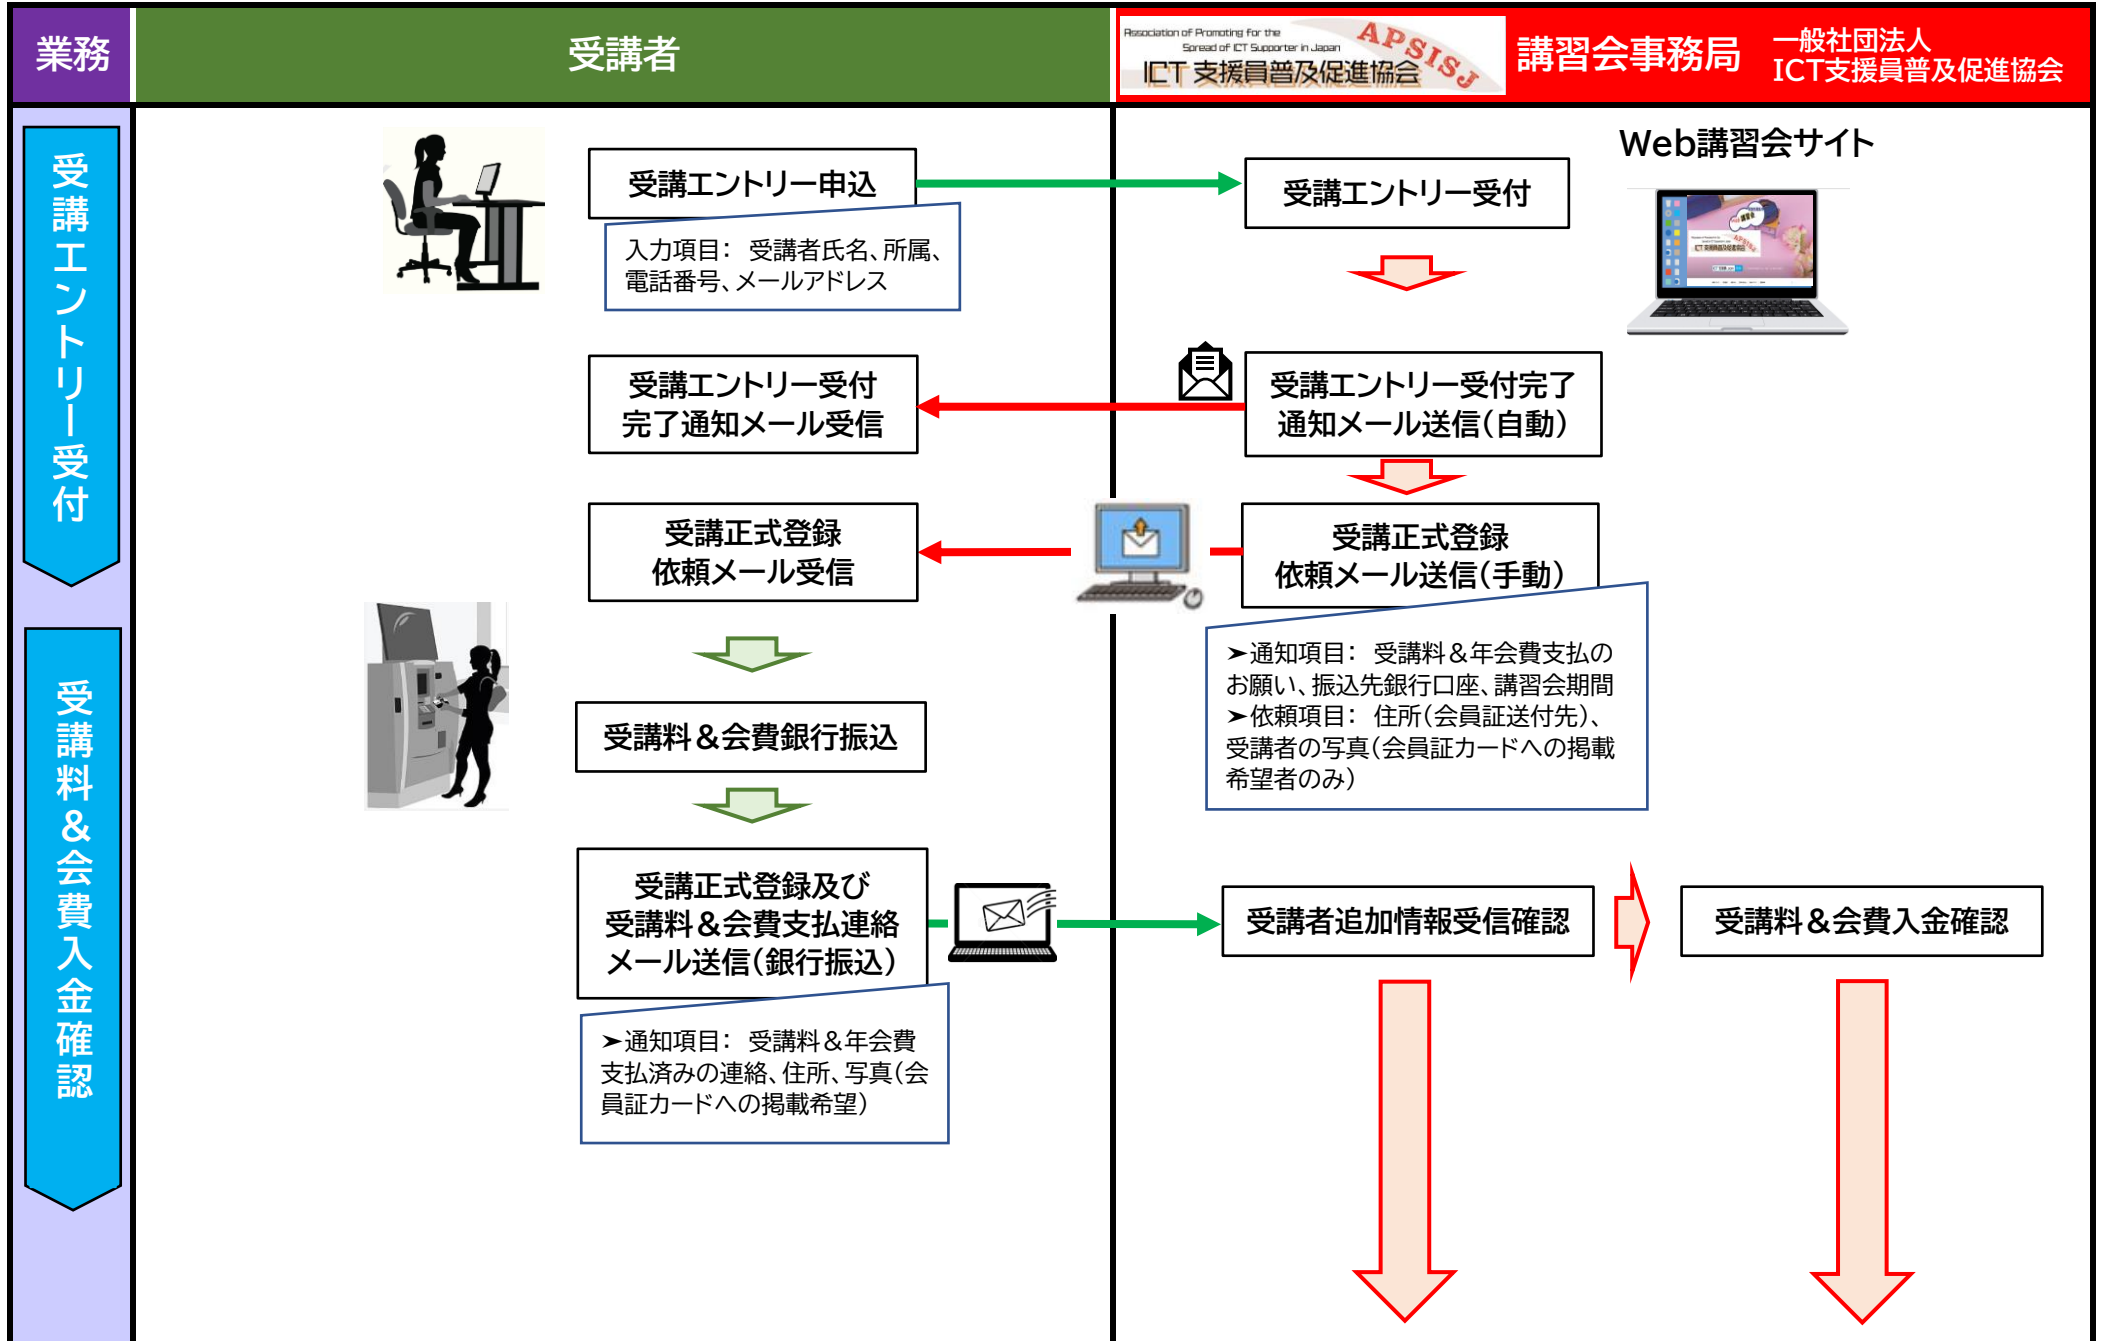 業務
受講者
Association of Promoting for the
Spread of ICT Supporter in Japan
APSISJ
ICT 支援員普及促進協会
講習会事務局
一般社団法人
ICT支援員普及促進協会
受講エントリー受付
受講エントリー申込
入力項目： 受講者氏名、所属、
電話番号、メールアドレス
受講エントリー受付
Web講習会サイト
受講エントリー受付
完了通知メール受信
受講エントリー受付完了
通知メール送信(自動)
受講正式登録
依頼メール受信
受講正式登録
依頼メール送信(手動)
➤通知項目： 受講料＆年会費支払の
お願い、振込先銀行口座、講習会期間
➤依頼項目： 住所(会員証送付先)、
受講者の写真(会員証カードへの掲載
希望者のみ)
受講料＆会費入金確認
受講料＆会費銀行振込
受講正式登録及び
受講料＆会費支払連絡
メール送信(銀行振込)
➤通知項目： 受講料＆年会費
支払済みの連絡、住所、写真(会
員証カードへの掲載希望)
受講者追加情報受信確認
受講料＆会費入金確認